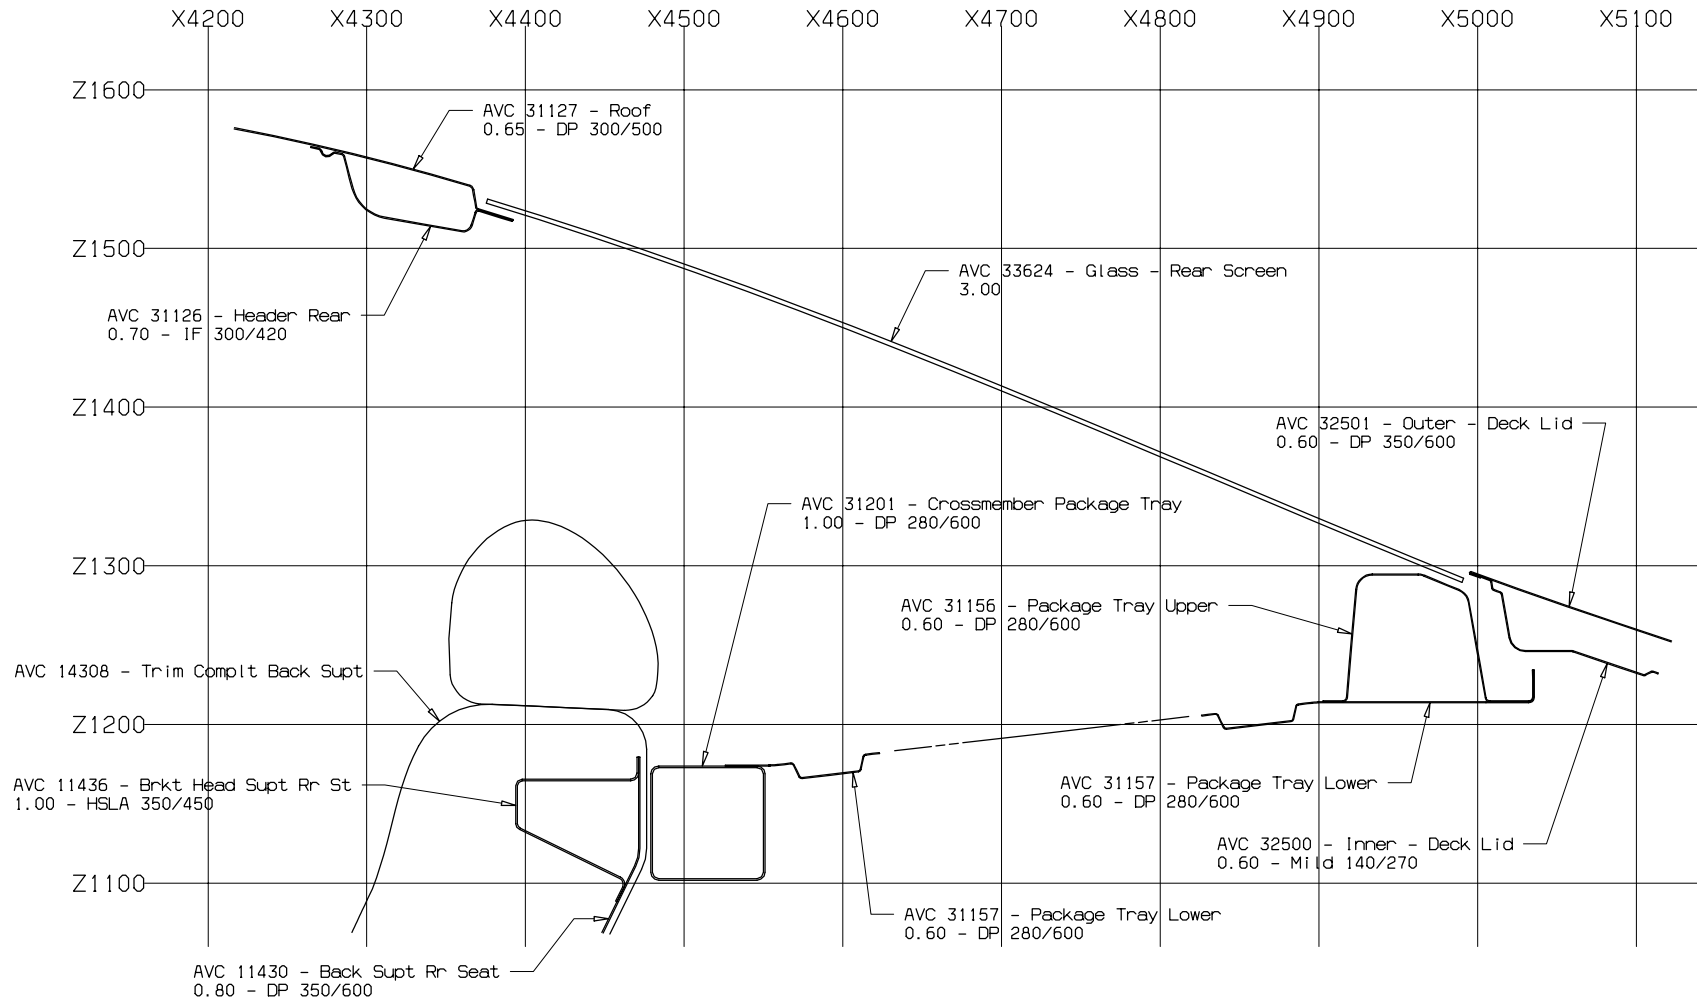 X4200 X4300 X4400 X4500 X4600 X4700 X4800 X4900 X5000 X5100
Z1600
AVC 31127 - Roof
0.65 - DP 300/500
Z1500
AVC 33624 - Glass - Rear Screen
3.00
AVC 31126 - Header Rear
0.70 - IF 300/420
Z1400
AVC 32501 - Outer - Deck Lid
0.60 - DP 350/600
AVC 31201 - Crossmember Package Tray
1.00 - DP 280/600
Z1300
AVC 31156 - Package Tray Upper
0.60 - DP 280/600
AVC 14308 - Trim Complt Back Supt
Z1200
AVC 11436 - Brkt Head Supt Rr St
1.00 - HSLA 350/450
AVC 31157 - Package Tray Lower
0.60 - DP 280/600
AVC 32500 - Inner - Deck Lid
0.60 - Mild 140/270
Z1100
AVC 31157 - Package Tray Lower
0.60 - DP 280/600
AVC 11430 - Back Supt Rr Seat
0.80 - DP 350/600